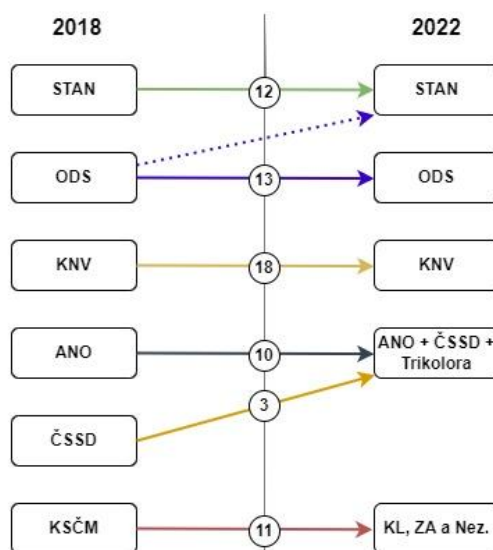 2018 2022
STAN 12 STAN
ODS 13 ODS
KNV 18 KNV
ANO 10 ANO + ČSSD +
Trikolora
3
ČSSD
KSČM 11 KL, ZA a Nez.